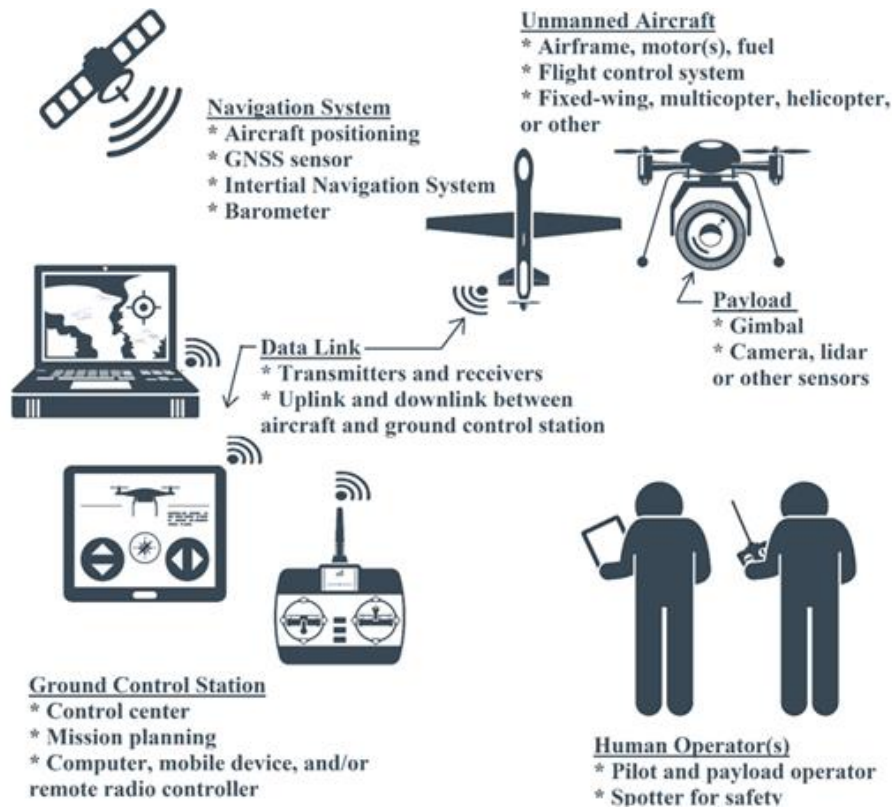 Unmanned Aircraft
* Airframe, motor(s), fuel
* Flight control system
* Fixed-wing, multicopter, helicopter,
or other
Navigation System
* Aircraft positioning
* GNSS sensor
* Intertial Navigation System
* Barometer
Payload
* Gimbal
* Camera, lidar
or other sensors
Data Link
* Transmitters and receivers
* Uplink and downlink between
aircraft and ground control station
Ground Control Station
* Control center
* Mission planning
* Computer, mobile device, and/or
remote radio controller
Human Operator(s)
* Pilot and payload operator
* Spotter for safety